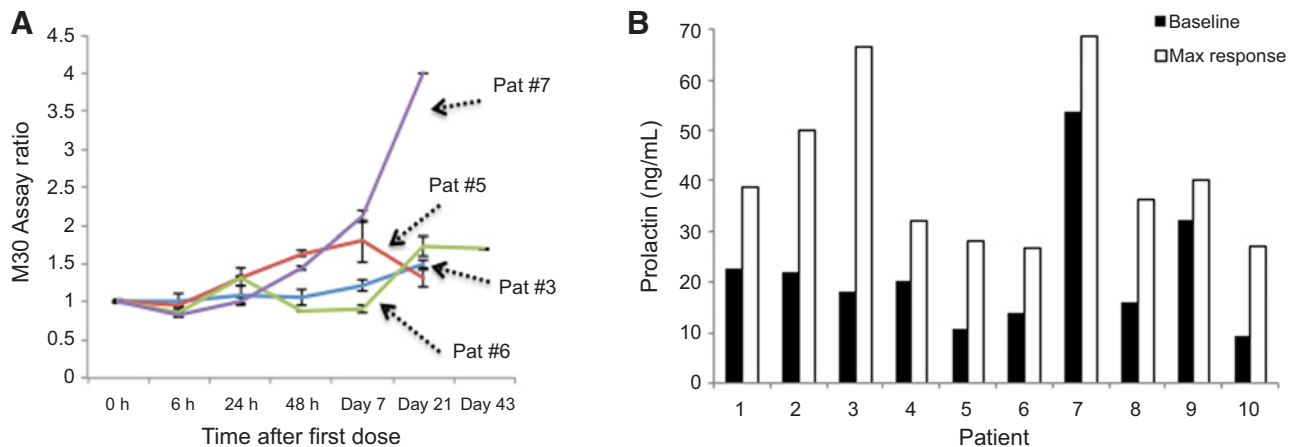 A
M30 Assay ratio
4.5
4
3.5
3
2.5
2
1.5
1
0.5
0
Pat #7
Pat #5
Pat #3
Pat #6
0 h 6 h 24 h 48 h Day 7 Day 21 Day 43
Time after first dose
B
Baseline
Max response
Prolactin (ng/mL)
70
60
50
40
30
20
10
0
1 2 3 4 5 6 7 8 9 10
Patient